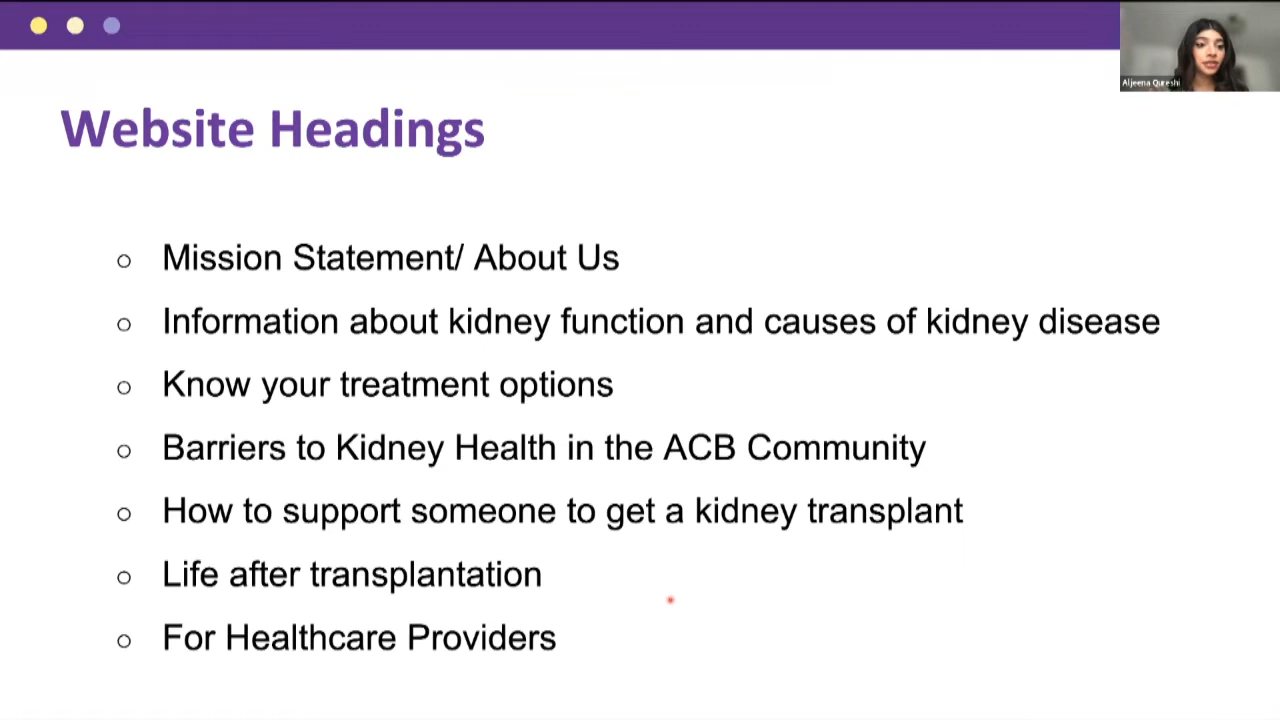 Aljeena Qureshi
Website Headings
Mission Statement/ About Us
Information about kidney function and causes of kidney disease
Know your treatment options
Barriers to Kidney Health in the ACB Community
How to support someone to get a kidney transplant
Life after transplantation
For Healthcare Providers